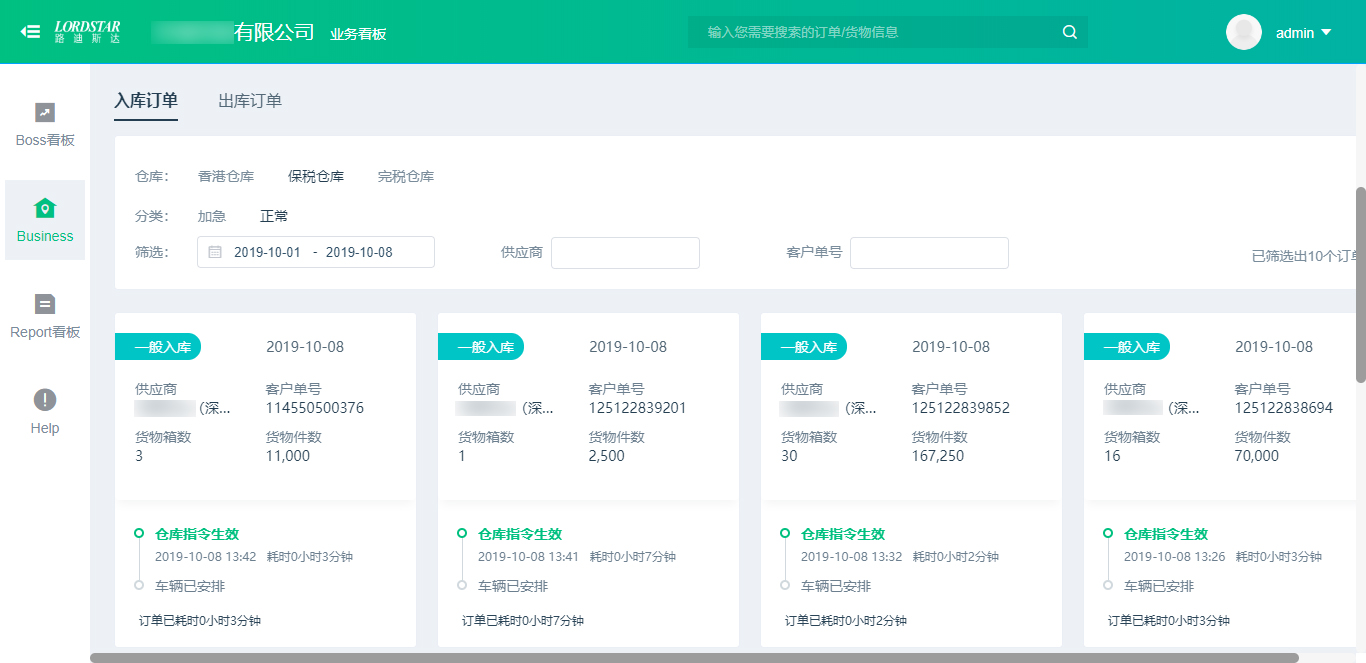 LORDSTAR
路迪斯达
有限公司 业务看板
输入您需要搜索的订单/货物信息
admin
Boss看板
Business
Report看板
Help
入库订单 出库订单
仓库： 香港仓库 保税仓库 完税仓库
分类： 加急 正常
筛选： 2019-10-01 - 2019-10-08 供应商 客户单号 已筛选出10个订单
一般入库 2019-10-08
供应商 客户单号
(深... 114550500376
货物箱数 货物件数
3 11,000
仓库指令生效
2019-10-08 13:42 耗时0小时3分钟
车辆已安排
订单已耗时0小时3分钟
一般入库 2019-10-08
供应商 客户单号
(深... 125122839201
货物箱数 货物件数
1 2,500
仓库指令生效
2019-10-08 13:41 耗时0小时7分钟
车辆已安排
订单已耗时0小时7分钟
一般入库 2019-10-08
供应商 客户单号
(深... 125122839852
货物箱数 货物件数
30 167,250
仓库指令生效
2019-10-08 13:32 耗时0小时2分钟
车辆已安排
订单已耗时0小时2分钟
一般入库 2019-10-08
供应商 客户单号
(深... 125122838694
货物箱数 货物件数
16 70,000
仓库指令生效
2019-10-08 13:26 耗时0小时3分钟
车辆已安排
订单已耗时0小时3分钟